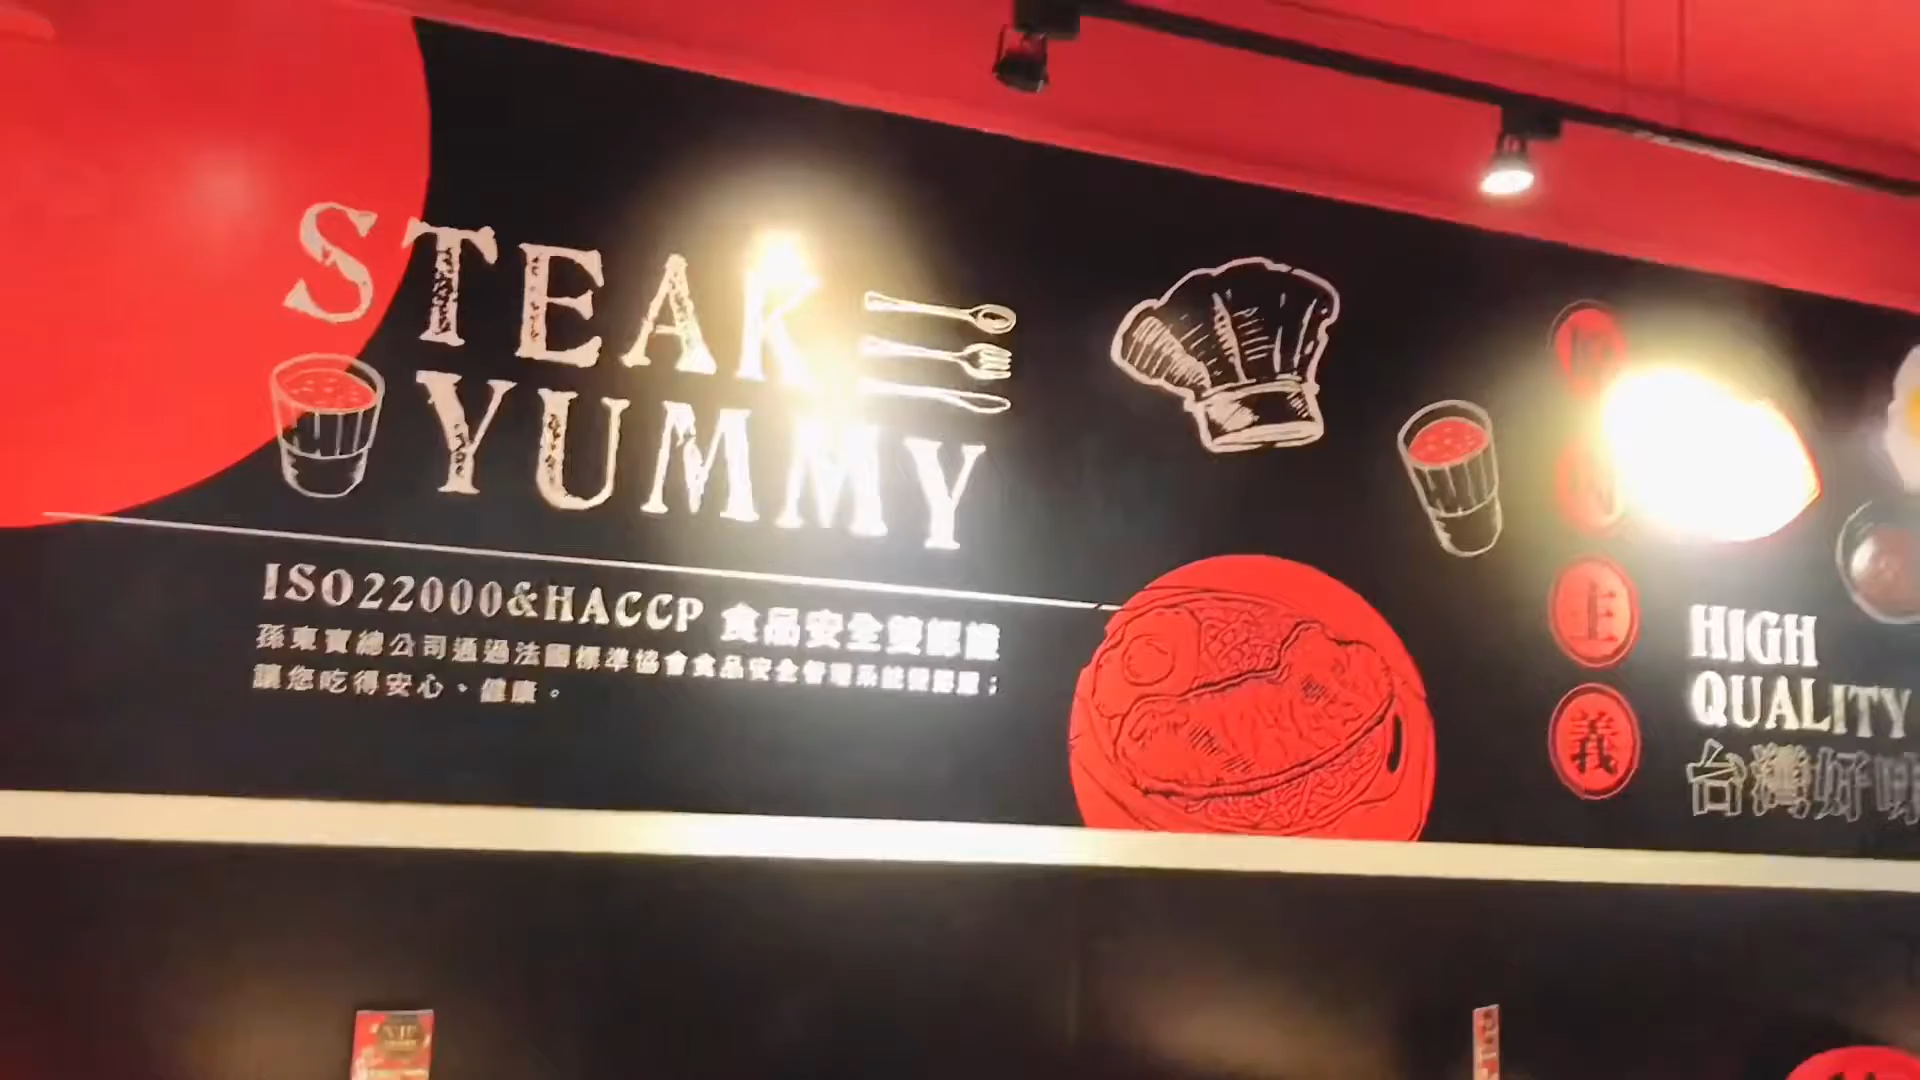 STEAK
YUMMY
ISO22000&HACCP 食品安全雙認證
孫東寶總公司通過法國標準協會食品安全管理系統雙認證；
讓您吃得安心、健康。
主
義
HIGH
QUALITY
台灣好味
VIP